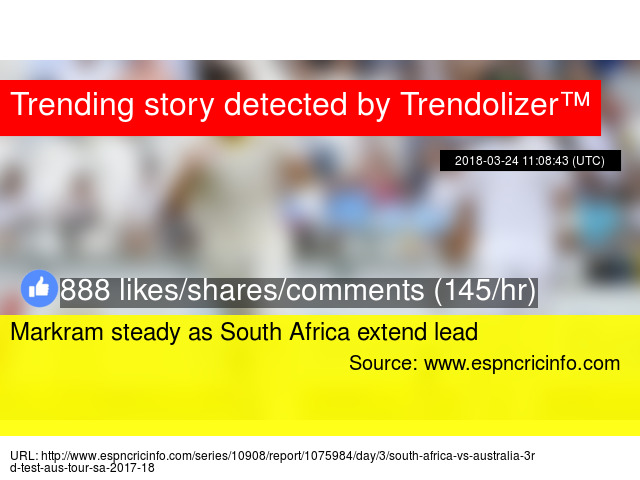 Trending story detected by Trendolizer™
2018-03-24 11:08:43 (UTC)
888 likes/shares/comments (145/hr)
Markram steady as South Africa extend lead
Source: www.espncricinfo.com
URL: http://www.espncricinfo.com/series/10908/report/1075984/day/3/south-africa-vs-australia-3r
d-test-aus-tour-sa-2017-18